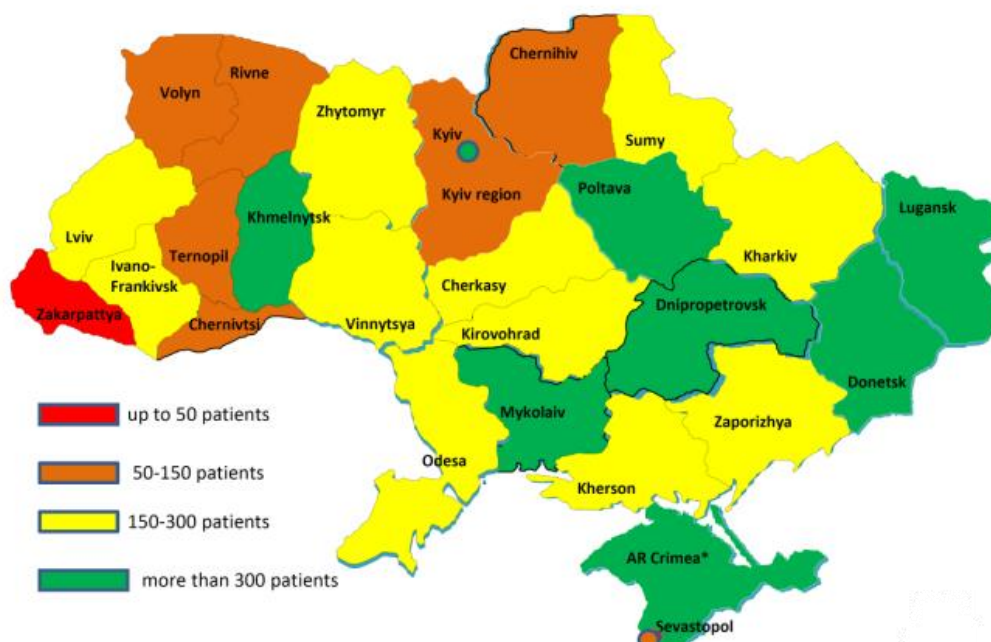 Chernihiv
Rivne
Volyn
Zhytomyr
Kyiv
Sumy
Kyiv region
Poltava
Lugansk
Khmelnytsk
Lviv
Ternopil
Ivano-
Frankivsk
Kharkiv
Cherkasy
Dnipropetrovsk
Zakarpattya
Chernivtsi
Vinnytsya
Kirovohrad
Donetsk
Mykolaiv
Zaporizhya
Odesa
Kherson
AR Crimea*
Sevastopol
up to 50 patients
50-150 patients
150-300 patients
more than 300 patients